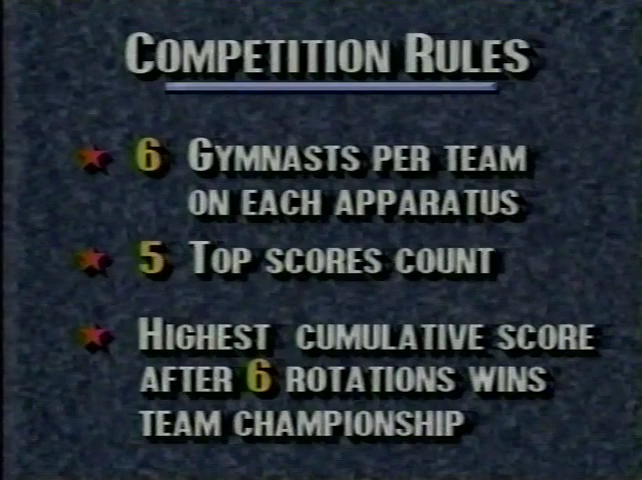 COMPETITION RULES
6 GYMNASTS PER TEAM
ON EACH APPARATUS
5 TOP SCORES COUNT
HIGHEST CUMULATIVE SCORE
AFTER 6 ROTATIONS WINS
TEAM CHAMPIONSHIP